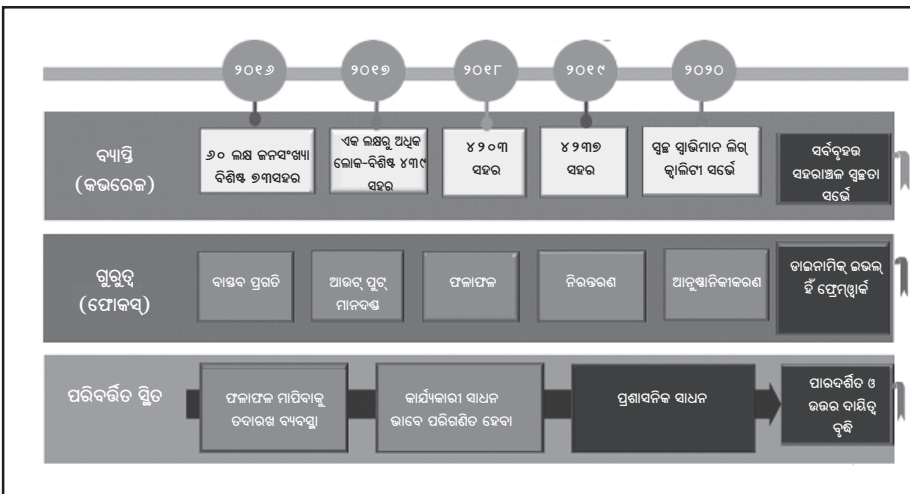 ୨୦୧୬ ୨୦୧୭ ୨୦୧୮ ୨୦୧୯ ୨୦୨୦
ବ୍ୟାପ୍ତି
(କଭରେଜ)
୬୦ ଲକ୍ଷ ଜନସଂଖ୍ୟା
ବିଶିଷ୍ଟ ୭୩ସହର
ଏକ ଲକ୍ଷରୁ ଅଧିକ
ଲୋକ-ବିଶିଷ୍ଟ ୪୩୯
ସହର
୪୨୦୩
ସହର
୪୨୩୭
ସହର
ସ୍ୱଚ୍ଛ ସ୍ୱାଭିମାନ ଲିଗ୍
କ୍ୱାଲିଟୀ ସର୍ଭେ
ସର୍ବବୃହତ୍ତ
ସହରାଞ୍ଚଳ ସ୍ୱଚ୍ଛତା
ସର୍ଭେ
ଗୁରୁତ୍ୱ
(ଫୋକସ୍)
ବାସ୍ତବ ପ୍ରଗତି
ଆଉଟ୍ ପୁଟ୍
ମାନଦଣ୍ଡ
ଫଳାଫଳ
ନିରନ୍ତରଣ
ଆନୁଷ୍ଠାନିକୀକରଣ
ଡାଇନାମିକ୍ ଇଭଲ୍
ହିଁ ଫ୍ରେମ୍‌ୱାର୍କ
ପରିବର୍ତ୍ତିତ ସ୍ଥିତ
ଫଳାଫଳ ମାପିବାକୁ
ତଦାରଖ ବ୍ୟବସ୍ଥା
କାର୍ଯ୍ୟକାରୀ ସାଧନ
ଭାବେ ପରିଗଣିତ ହେବା
ପ୍ରଶାସନିକ ସାଧନ
ପାରଦର୍ଶିତ ଓ
ଉତ୍ତର ଦାୟିତ୍ୱ
ବୃଦ୍ଧି